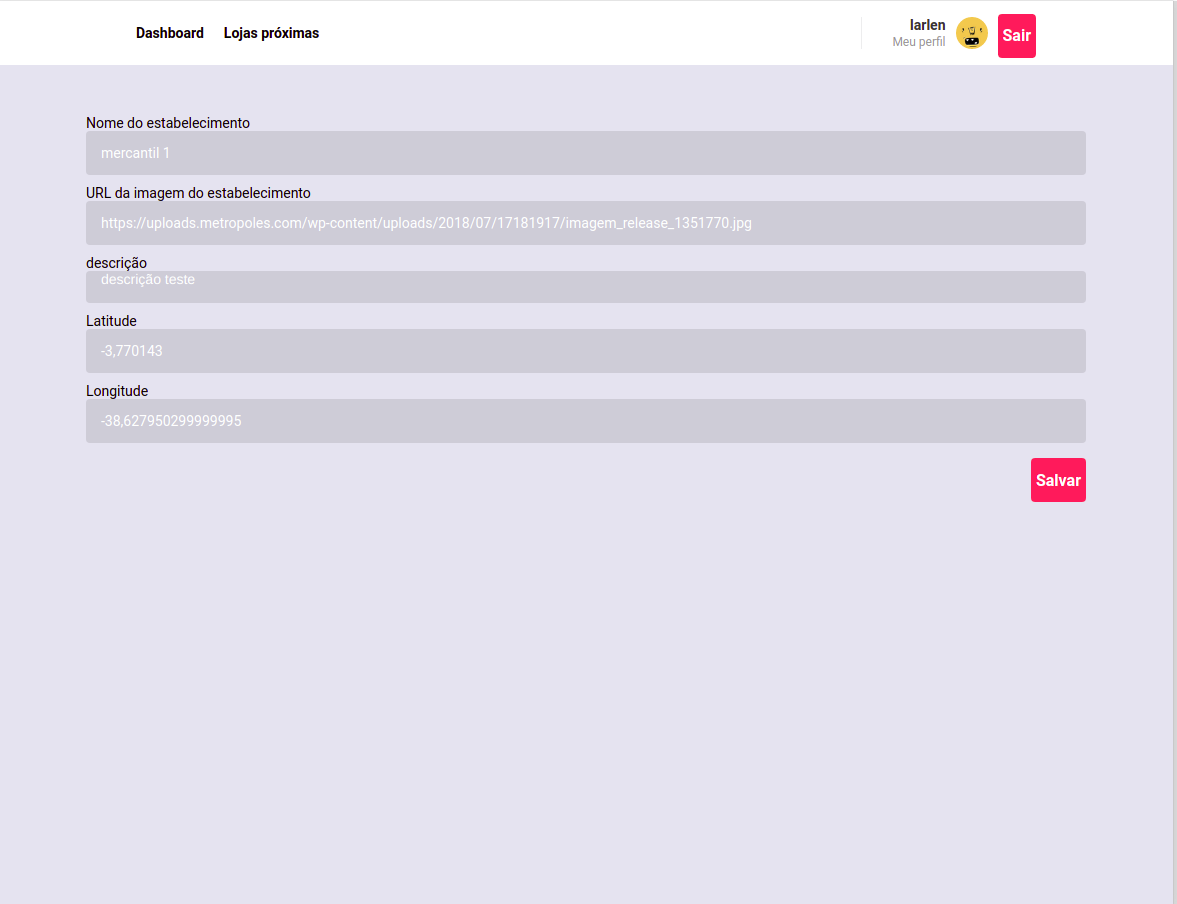 Dashboard Lojas próximas
larlen
Meu perfil
Sair
Nome do estabelecimento
mercantil 1
URL da imagem do estabelecimento
https://uploads.metropoles.com/wp-content/uploads/2018/07/17181917/imagem_release_1351770.jpg
descrição
descrição teste
Latitude
-3,770143
Longitude
-38,627950299999995
Salvar